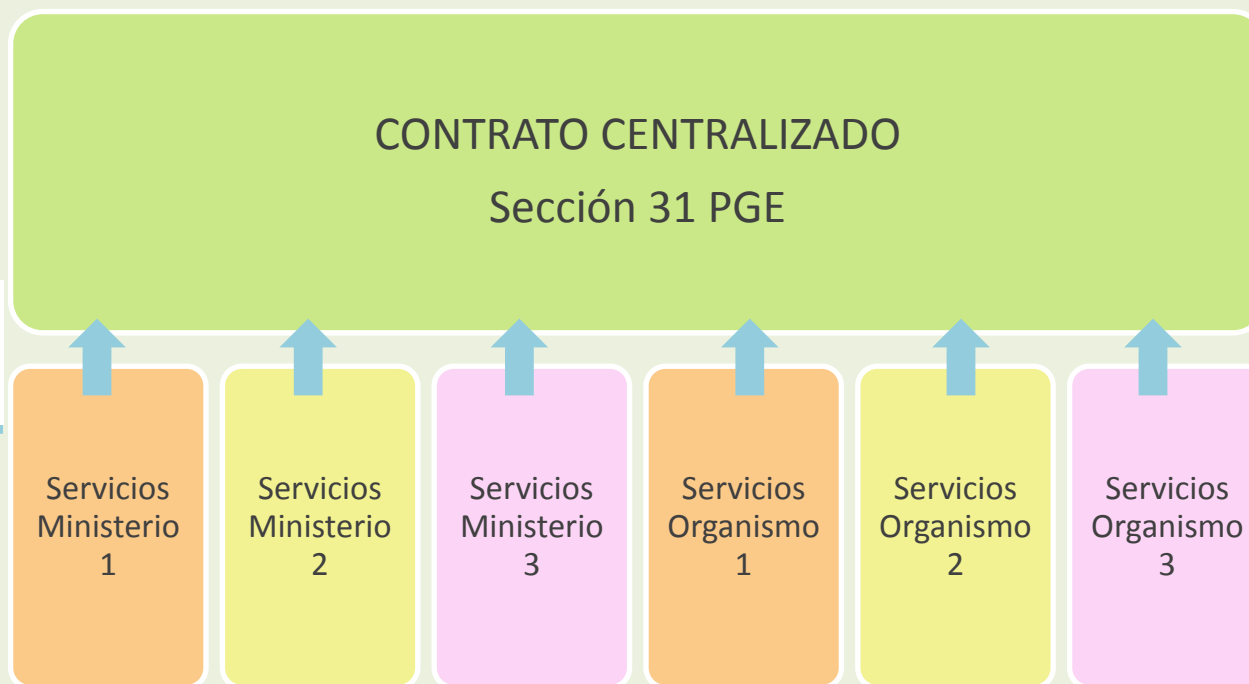 CONTRATO CENTRALIZADO
Sección 31 PGE
Servicios
Ministerio
1
Servicios
Ministerio
2
Servicios
Ministerio
3
Servicios
Organismo
1
Servicios
Organismo
2
Servicios
Organismo
3